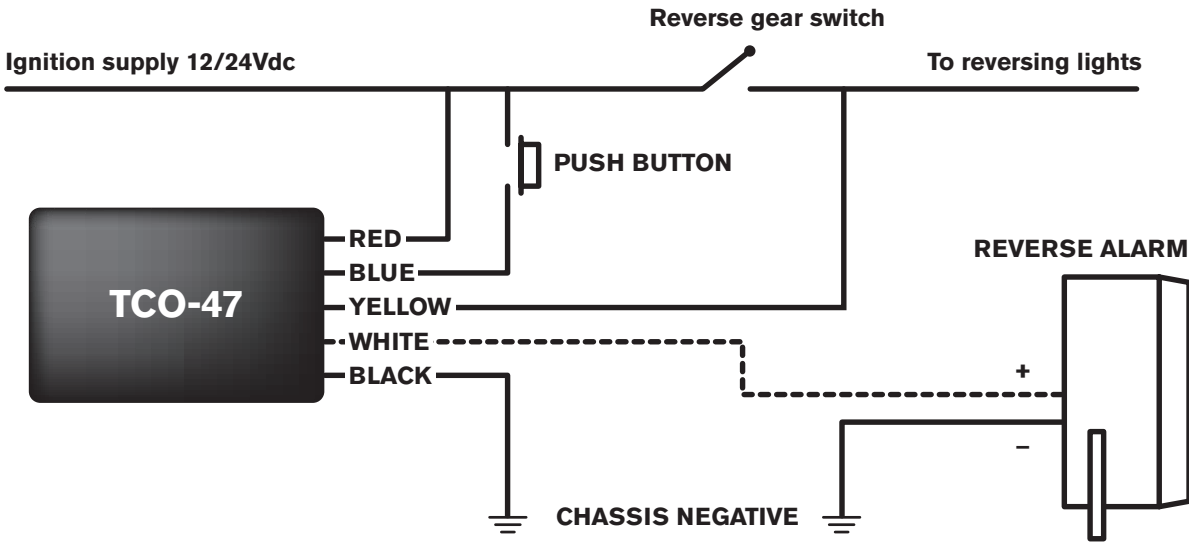 Reverse gear switch
Ignition supply 12/24Vdc
To reversing lights
PUSH BUTTON
RED
REVERSE ALARM
BLUE
TCO-47
YELLOW
WHITE
BLACK
+
–
CHASSIS NEGATIVE